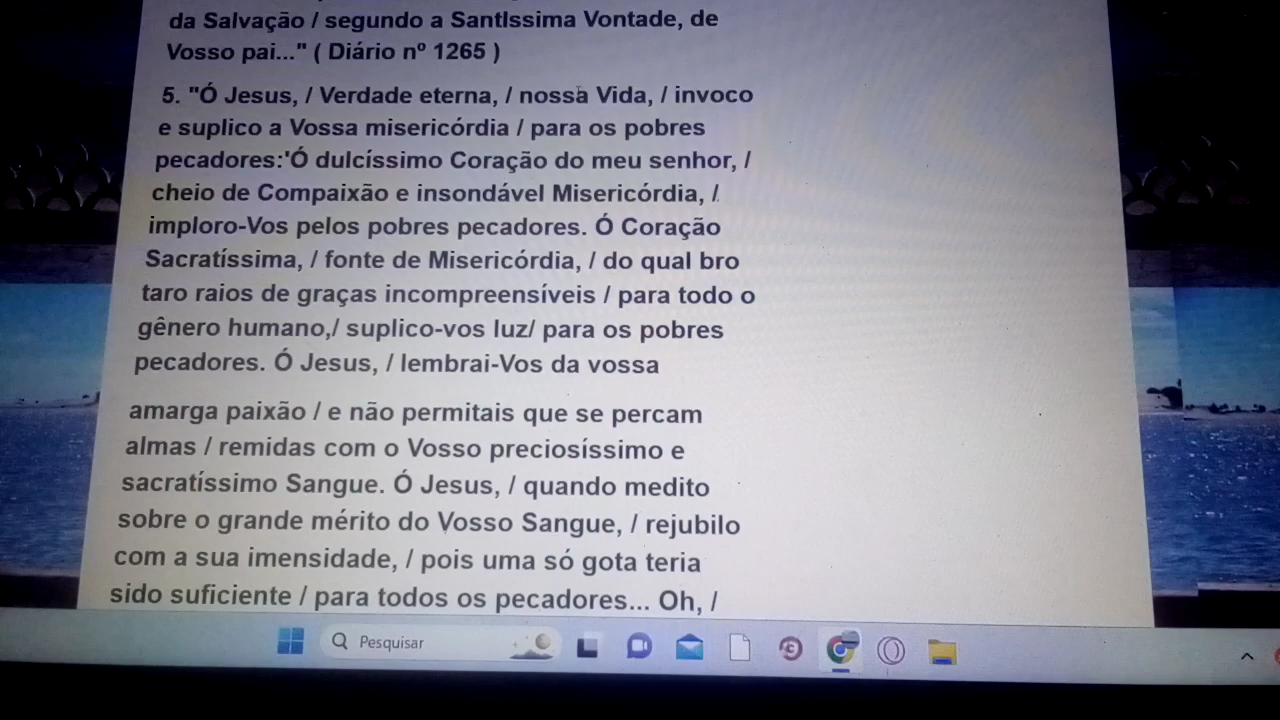 da Salvação / segundo a SantIssima Vontade, de
Vosso pai..." ( Diário nº 1265 )
5. "Ó Jesus, / Verdade eterna, / nossa Vida, / invoco
e suplico a Vossa misericórdia / para os pobres
pecadores:'Ó dulcíssimo Coração do meu senhor, /
cheio de Compaixão e insondável Misericórdia, /
imploro-Vos pelos pobres pecadores. Ó Coração
Sacratíssima, / fonte de Misericórdia, / do qual bro
taro raios de graças incompreensíveis / para todo o
gênero humano,/ suplico-vos luz/ para os pobres
pecadores. Ó Jesus, / lembrai-Vos da vossa
amarga paixão / e não permitais que se percam
almas / remidas com o Vosso preciosíssimo e
sacratíssimo Sangue. Ó Jesus, / quando medito
sobre o grande mérito do Vosso Sangue, / rejubilo
com a sua imensidade, / pois uma só gota teria
sido suficiente / para todos os pecadores... Oh, /
Pesquisar